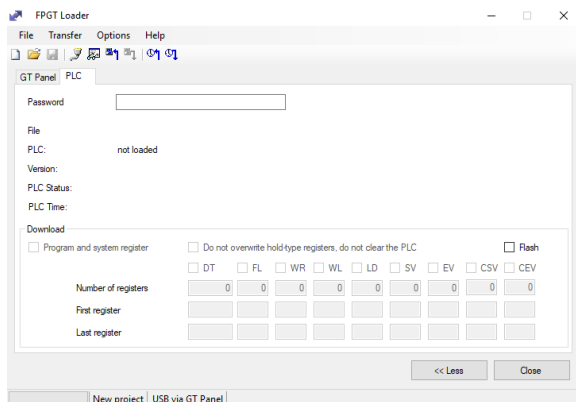 FPGT Loader
File Transfer Options Help
GT Panel PLC
Password
File
PLC: not loaded
Version:
PLC Status:
PLC Time:
Download
Program and system register Do not overwrite hold-type registers, do not clear the PLC Flash
DT FL WR WL LD SV EV CSV CEV
Number of registers 0 0 0 0 0 0 0 0 0
First register
Last register
<< Less Close
New project USB via GT Panel